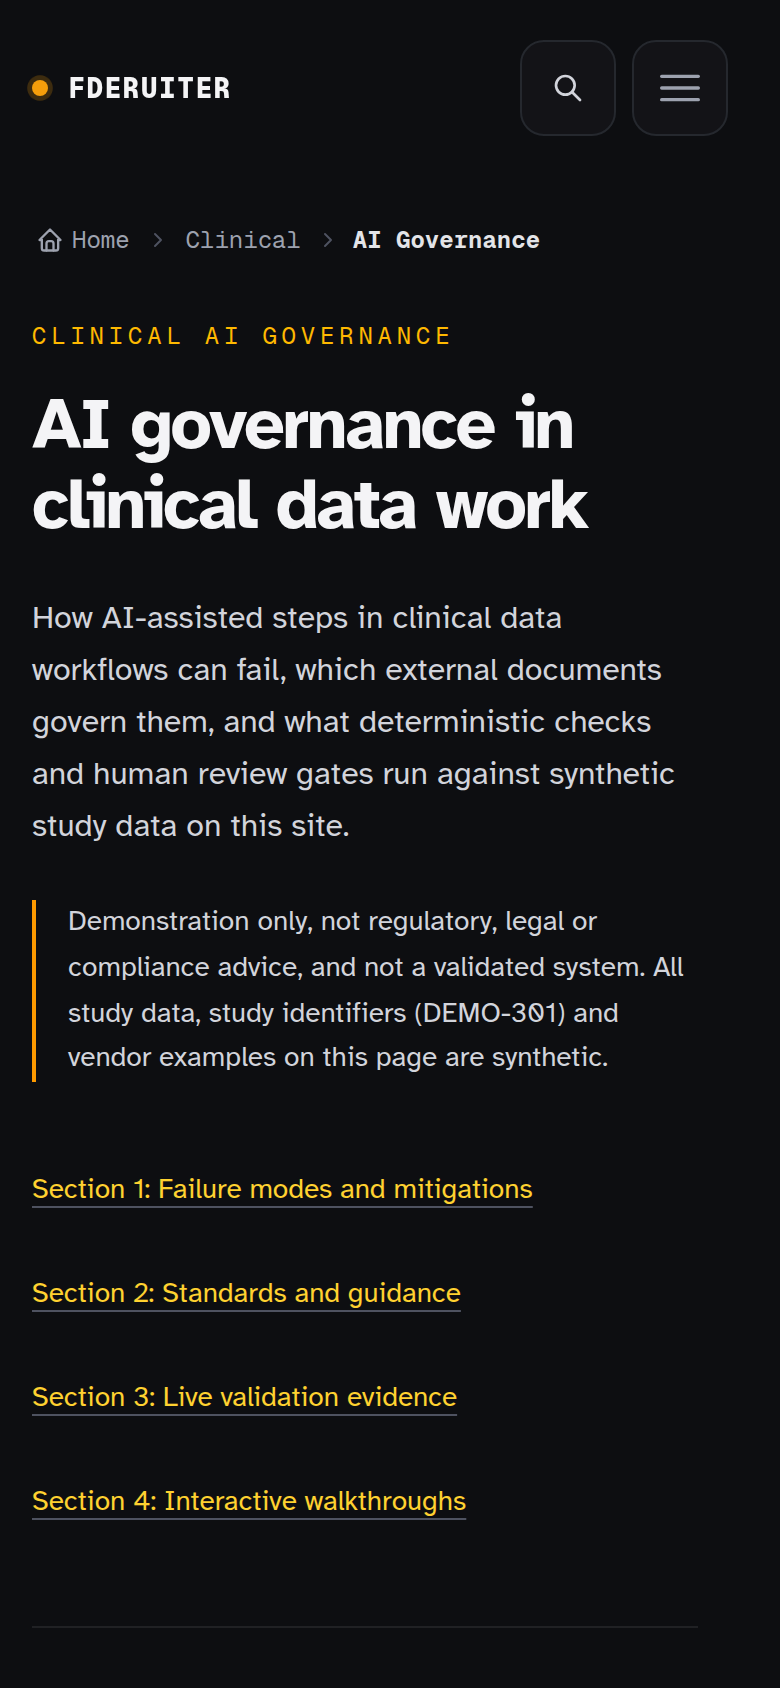 FDERUITER
Home > Clinical > AI Governance
CLINICAL AI GOVERNANCE
AI governance in
clinical data work
How AI-assisted steps in clinical data
workflows can fail, which external documents
govern them, and what deterministic checks
and human review gates run against synthetic
study data on this site.
Demonstration only, not regulatory, legal or
compliance advice, and not a validated system. All
study data, study identifiers (DEMO-301) and
vendor examples on this page are synthetic.
Section 1: Failure modes and mitigations
Section 2: Standards and guidance
Section 3: Live validation evidence
Section 4: Interactive walkthroughs